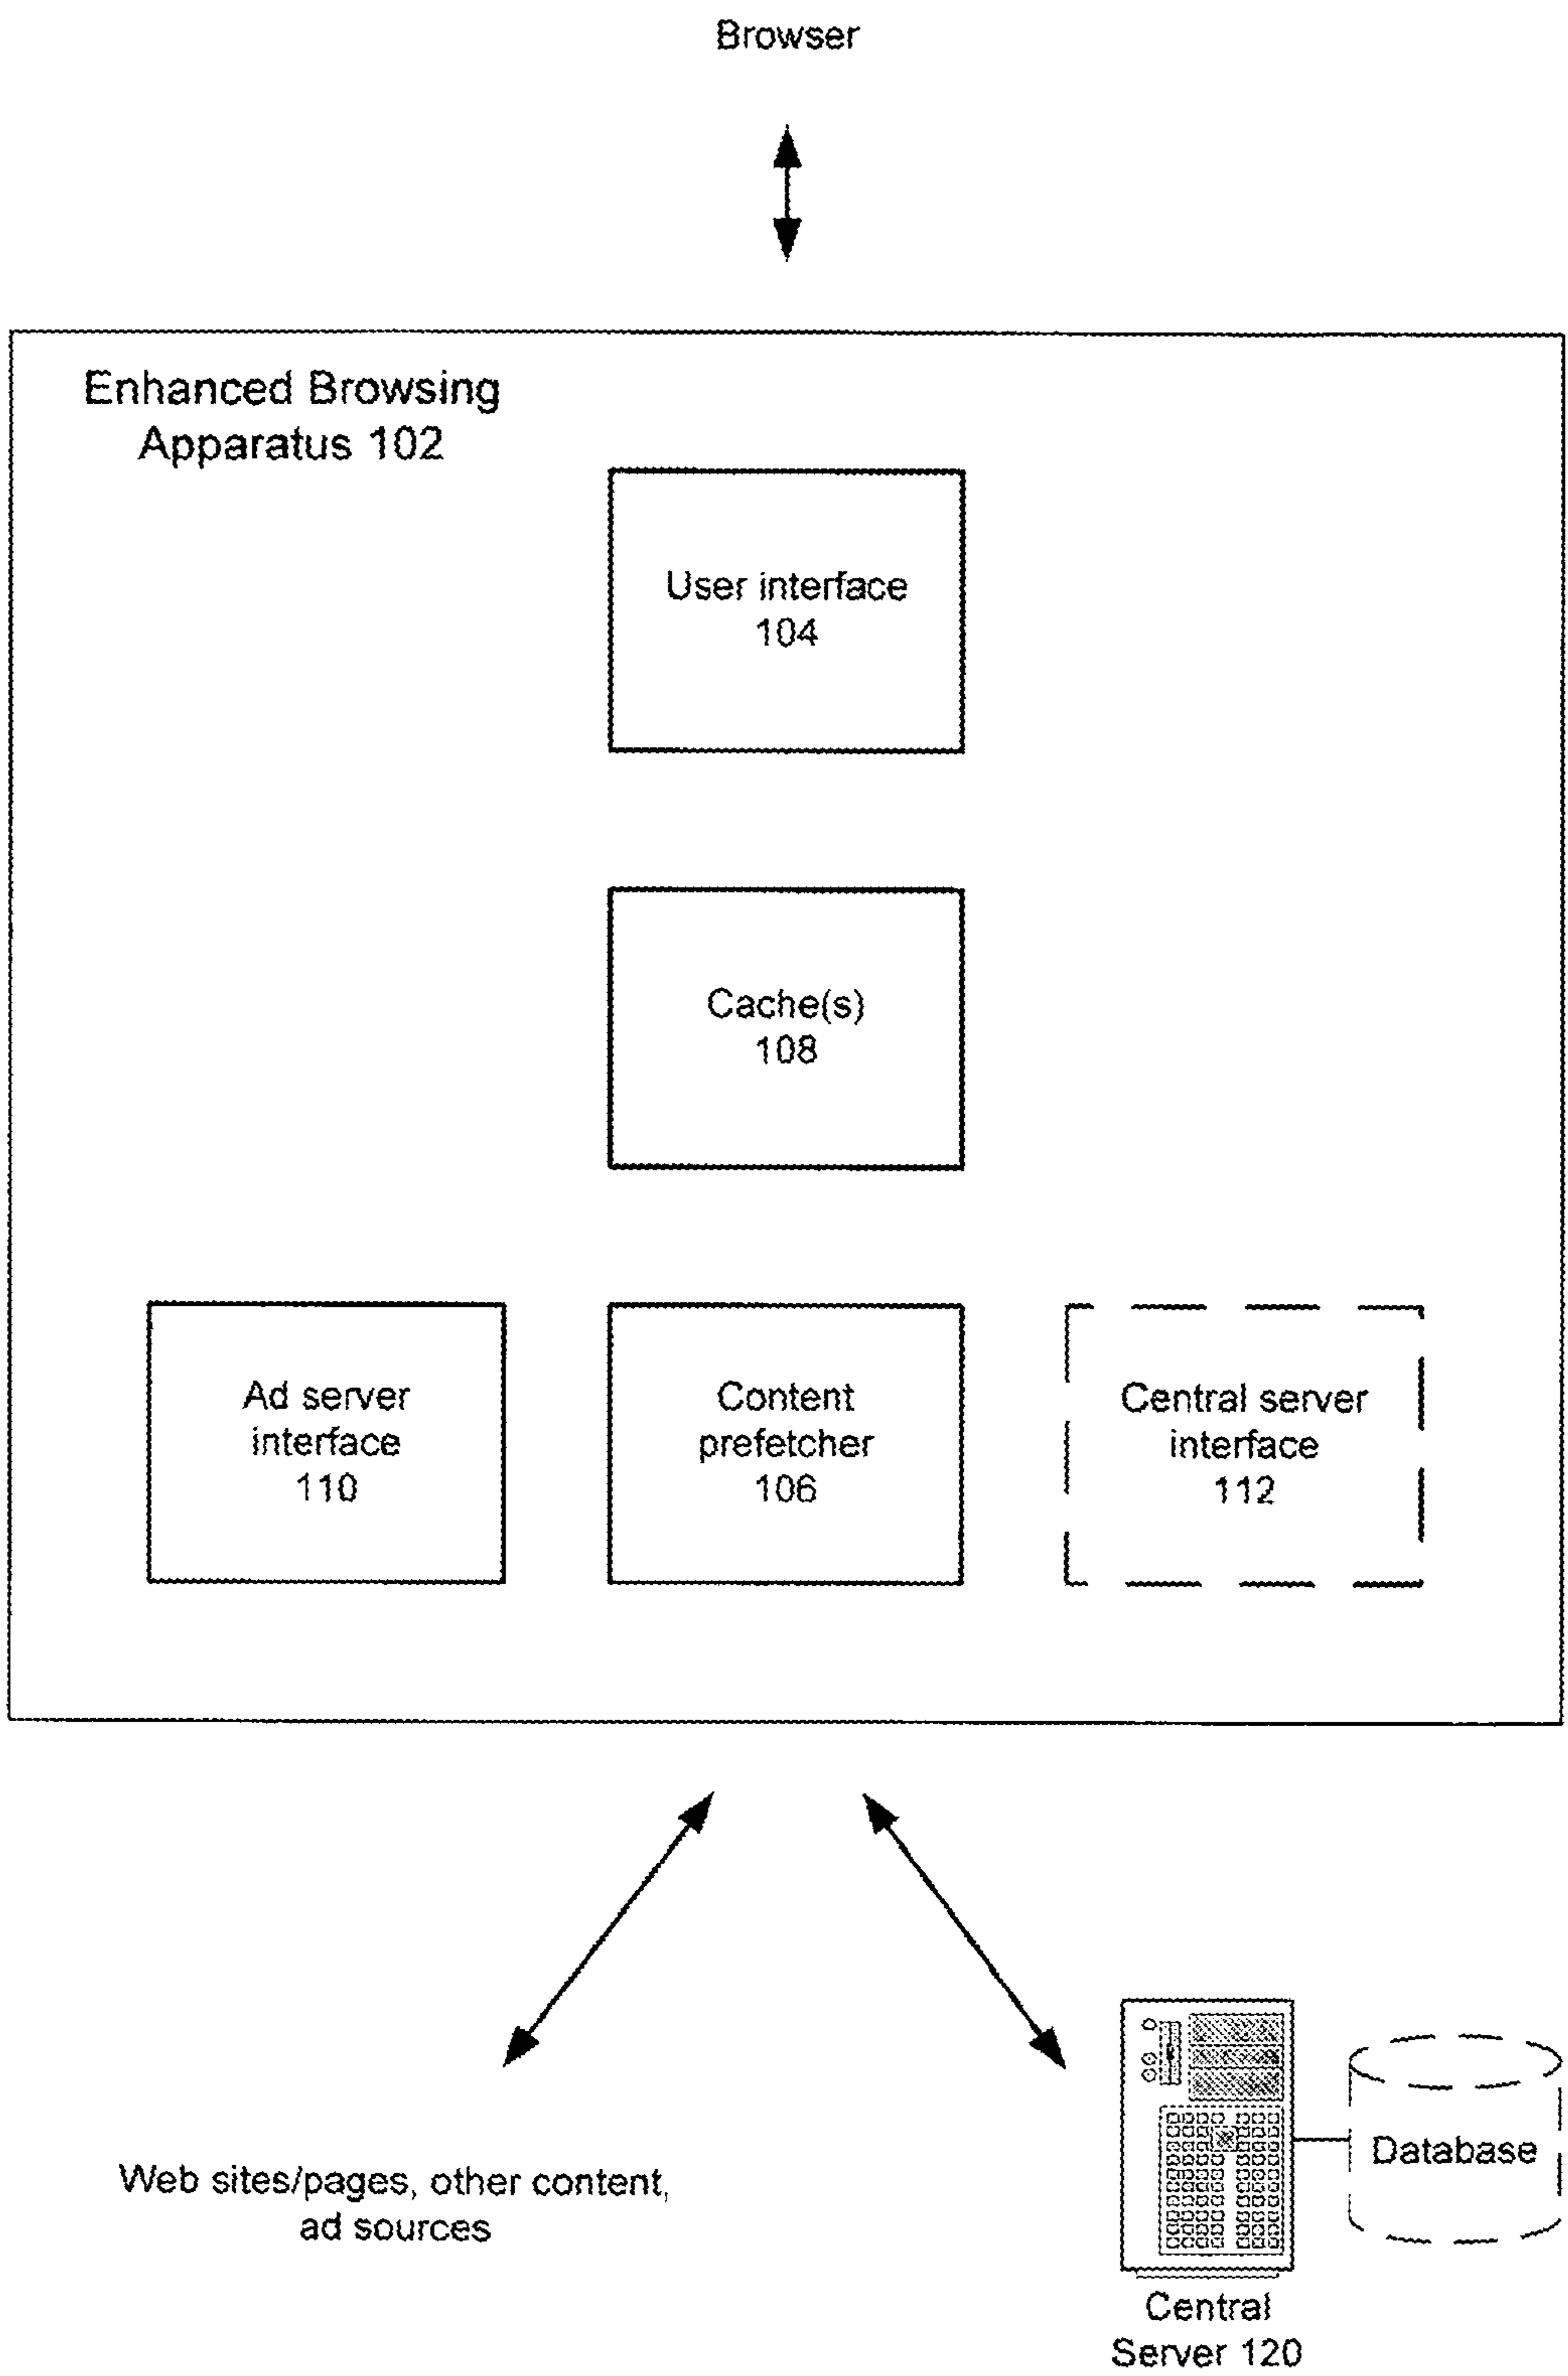 Browser
Enhanced Browsing
Apparatus 102
User interface
104
Cache(s)
108
Ad server
interface
110
Content
prefetcher
106
Central server
interface
112
Web sites/pages, other content,
ad sources
Database
Central
Server 120